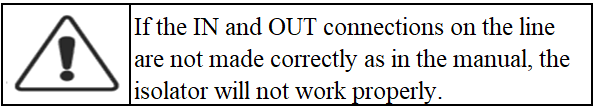 If the IN and OUT connections on the line
are not made correctly as in the manual, the
isolator will not work properly.